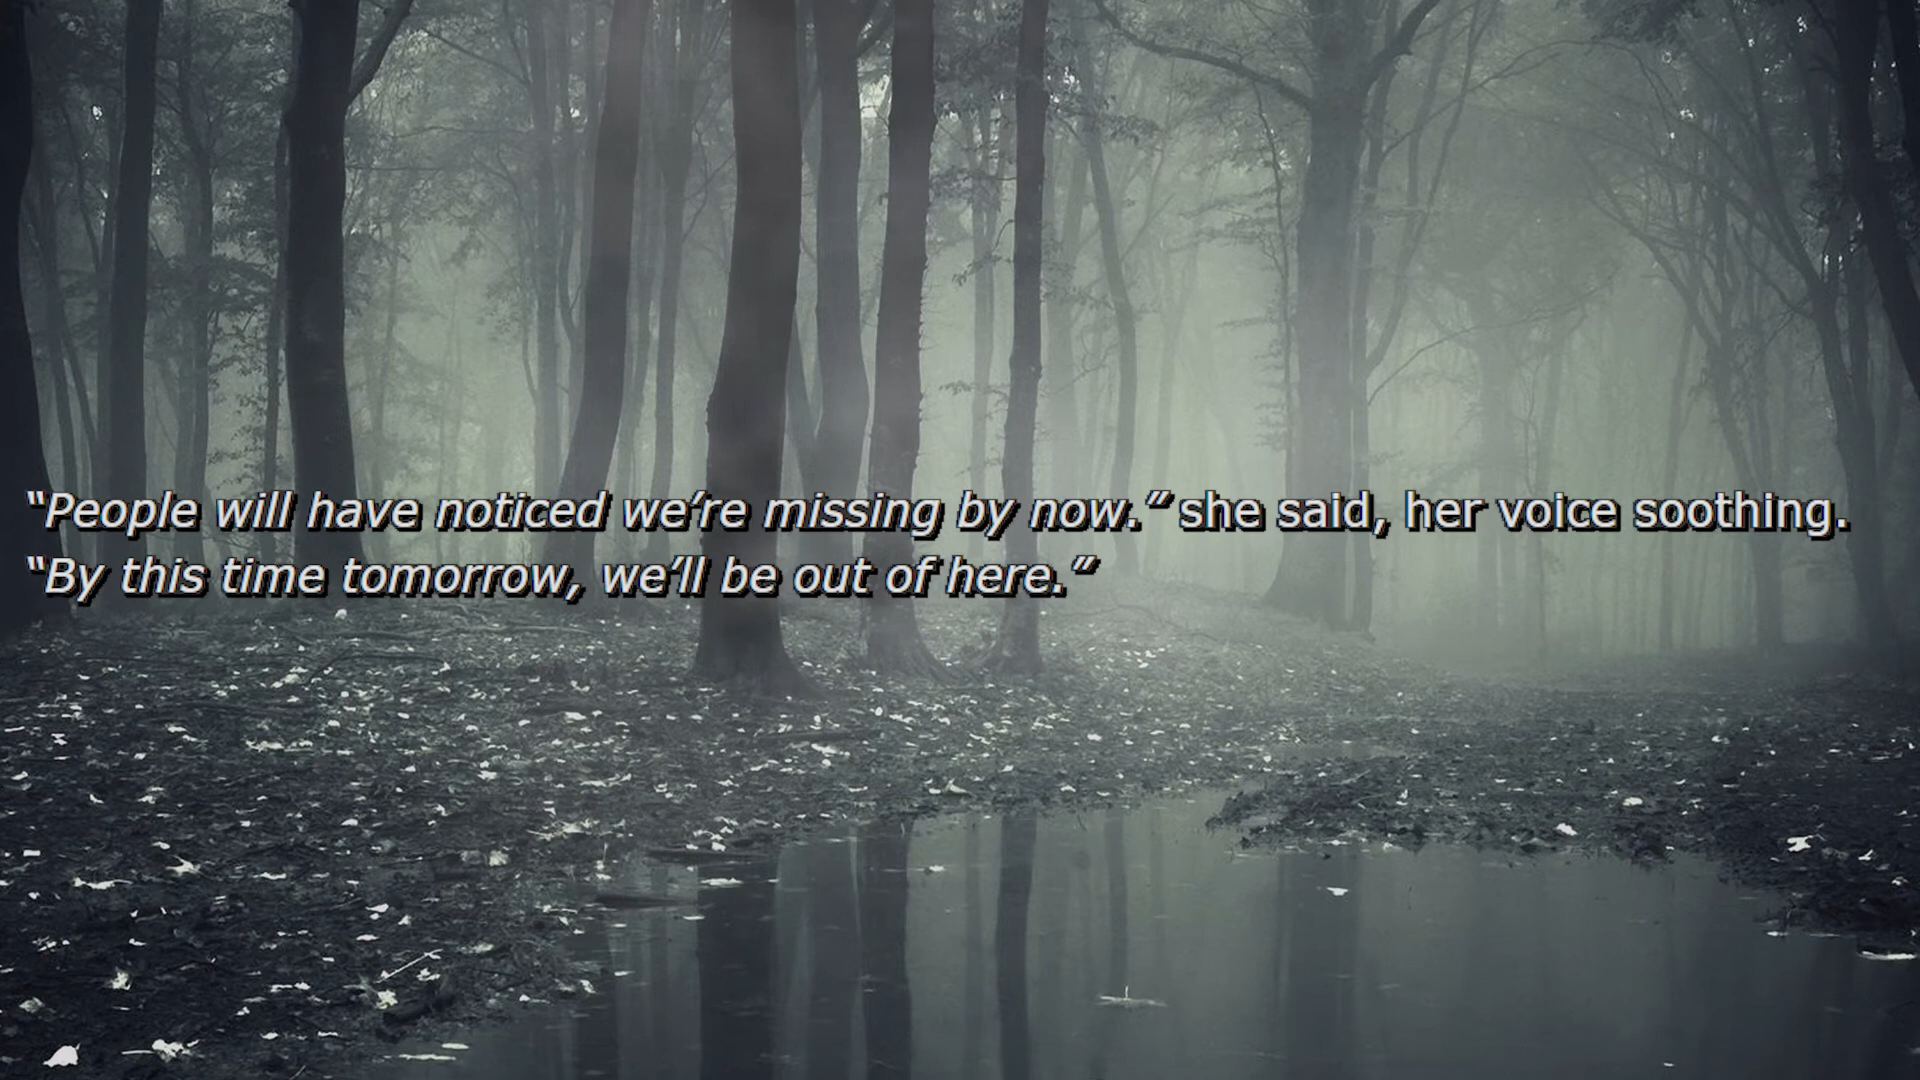 “People will have noticed we’re missing by now.” she said, her voice soothing.
“By this time tomorrow, we’ll be out of here.”